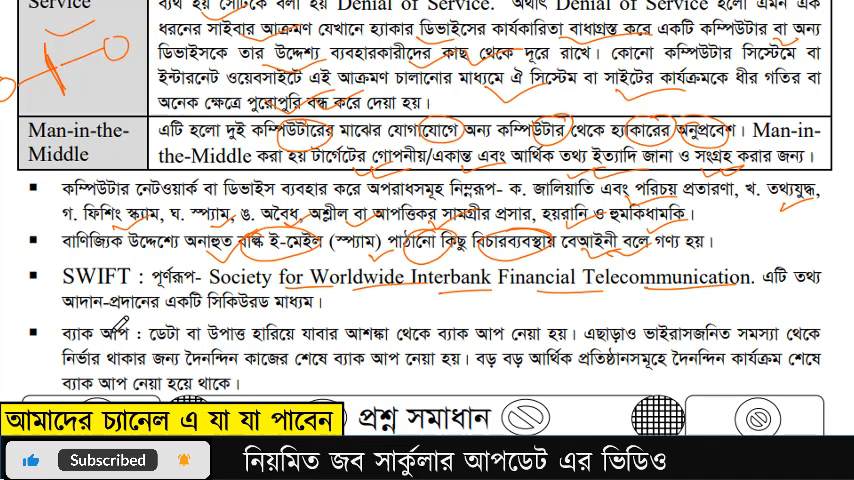 Service
ব্যর্থ হয় সেটিকে বলা হয় Denial of Service. অর্থাৎ Denial of Service হলো এমন এক
ধরনের সাইবার আক্রমণ যেখানে হ্যাকার ডিভাইসের কার্যকারিতা বাধাগ্রস্ত করে একটি কম্পিউটার বা অন্য
ডিভাইসকে তার উদ্দেশ্য ব্যবহারকারীদের কাছ থেকে দূরে রাখে। কোনো কম্পিউটার সিস্টেমে বা
ইন্টারনেট ওয়েবসাইটে এই আক্রমণ চালানোর মাধ্যমে ঐ সিস্টেম বা সাইটের কার্যক্রমকে ধীর গতির বা
অনেক ক্ষেত্রে পুরোপুরি বন্ধ করে দেয়া হয়।
Man-in-the-
Middle
এটি হলো দুই কম্পিউটারের মাঝের যোগাযোগে অন্য কম্পিউটার থেকে হ্যাকারের অনুপ্রবেশ। Man-in-
the-Middle করা হয় টার্গেটের গোপনীয়/একান্ত এবং আর্থিক তথ্য ইত্যাদি জানা ও সংগ্রহ করার জন্য।
▪ কম্পিউটার নেটওয়ার্ক বা ডিভাইস ব্যবহার করে অপরাধসমূহ নিম্নরূপ- ক. জালিয়াতি এবং পরিচয় প্রতারণা, খ. তথ্যযুদ্ধ,
গ. ফিশিং স্ক্যাম, ঘ. স্প্যাম, ঙ. অবৈধ, অশ্লীল বা আপত্তিকর সামগ্রীর প্রসার, হয়রানি ও হুমকিধামকি।
▪ বাণিজ্যিক উদ্দেশ্যে অনাহুত বাল্কি ই-মেইল (স্প্যাম) পাঠানো কিছু বিচারব্যবস্থায় বেআইনী বলে গণ্য হয়।
▪ SWIFT : পূর্ণরূপ- Society for Worldwide Interbank Financial Telecommunication. এটি তথ্য
আদান-প্রদানের একটি সিকিউরড মাধ্যম।
▪ ব্যাক আপ : ডেটা বা উপাত্ত হারিয়ে যাবার আশঙ্কা থেকে ব্যাক আপ নেয়া হয়। এছাড়াও ভাইরাসজনিত সমস্যা থেকে
নির্ভার থাকার জন্য দৈনন্দিন কাজের শেষে ব্যাক আপ নেয়া হয়। বড় বড় আর্থিক প্রতিষ্ঠানসমূহে দৈনন্দিন কার্যক্রম শেষে
ব্যাক আপ নেয়া হয়ে থাকে।
আমাদের চ্যানেল এ যা যা পাবেন
প্রশ্ন সমাধান
Subscribed
নিয়মিত জব সার্কুলার আপডেট এর ভিডিও